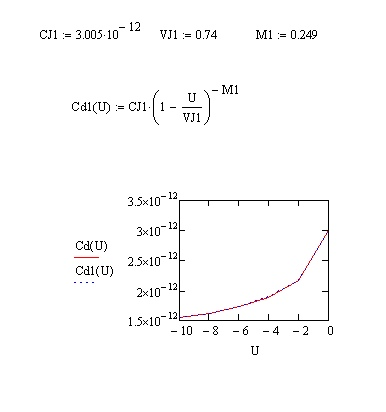 CJ1 := 3.005·10^-12    VJ1 := 0.74    M1 := 0.249
Cd1(U) := CJ1·(1 − U/VJ1)^−M1
3.5×10^-12
3×10^-12
2.5×10^-12
2×10^-12
1.5×10^-12
Cd(U)
Cd1(U)
−10 −8 −6 −4 −2 0
U